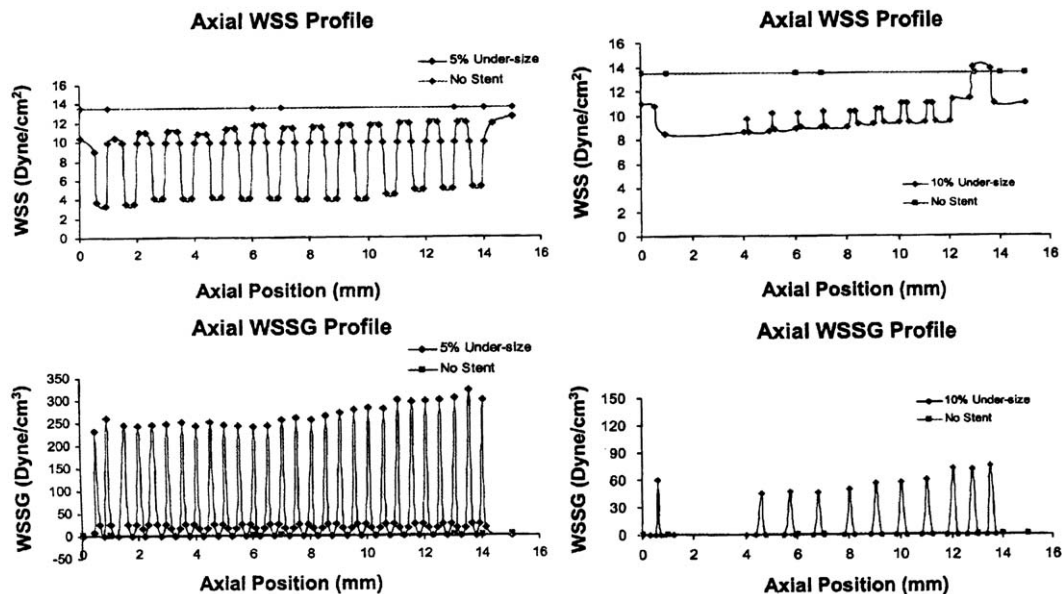 Axial WSS Profile
5% Under-size
No Stent
WSS (Dyne/cm²)
16
14
12
10
8
6
4
2
0
0 2 4 6 8 10 12 14 16
Axial Position (mm)
Axial WSS Profile
WSS (Dyne/cm²)
16
14
12
10
8
6
4
2
0
10% Under-size
No Stent
0 2 4 6 8 10 12 14 16
Axial Position (mm)
Axial WSSG Profile
5% Under-size
No Stent
WSSG (Dyne/cm³)
350
300
250
200
150
100
50
0
-50
0 2 4 6 8 10 12 14 16
Axial Position (mm)
Axial WSSG Profile
10% Under-size
No Stent
WSSG (Dyne/cm³)
150
120
90
60
30
0
0 2 4 6 8 10 12 14 16
Axial Position (mm)